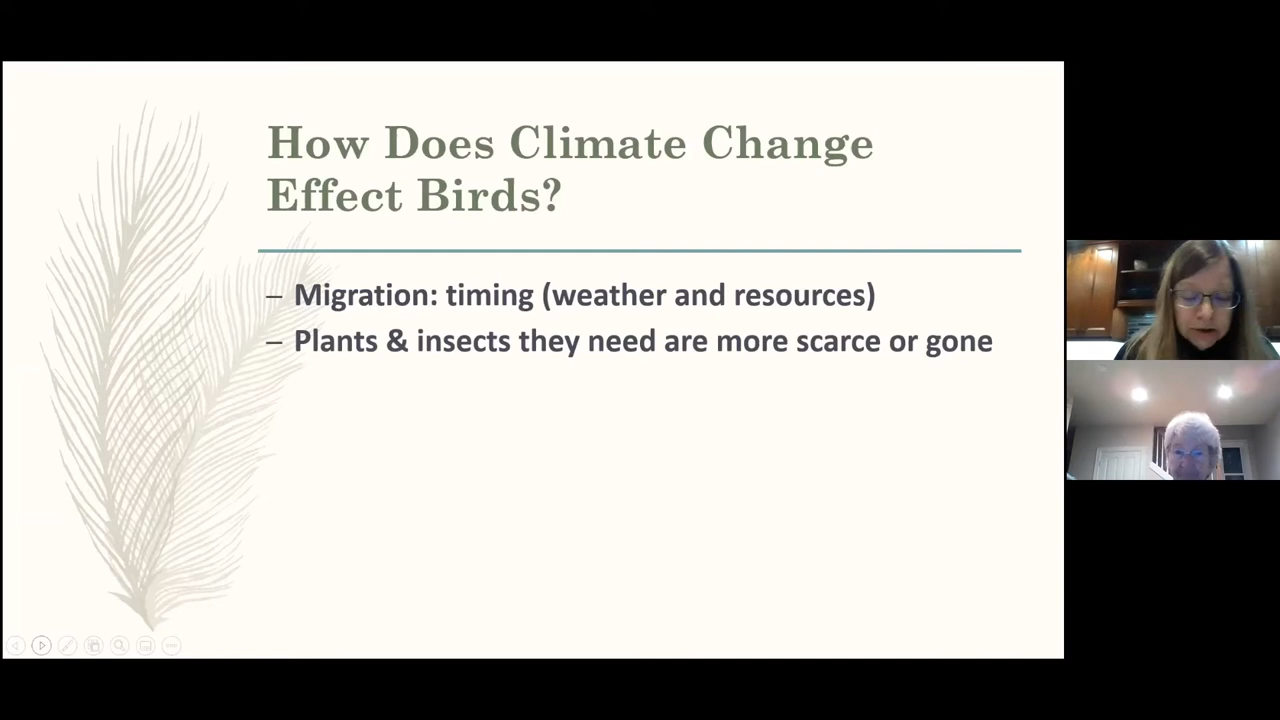 How Does Climate Change
Effect Birds?
– Migration: timing (weather and resources)
– Plants & insects they need are more scarce or gone